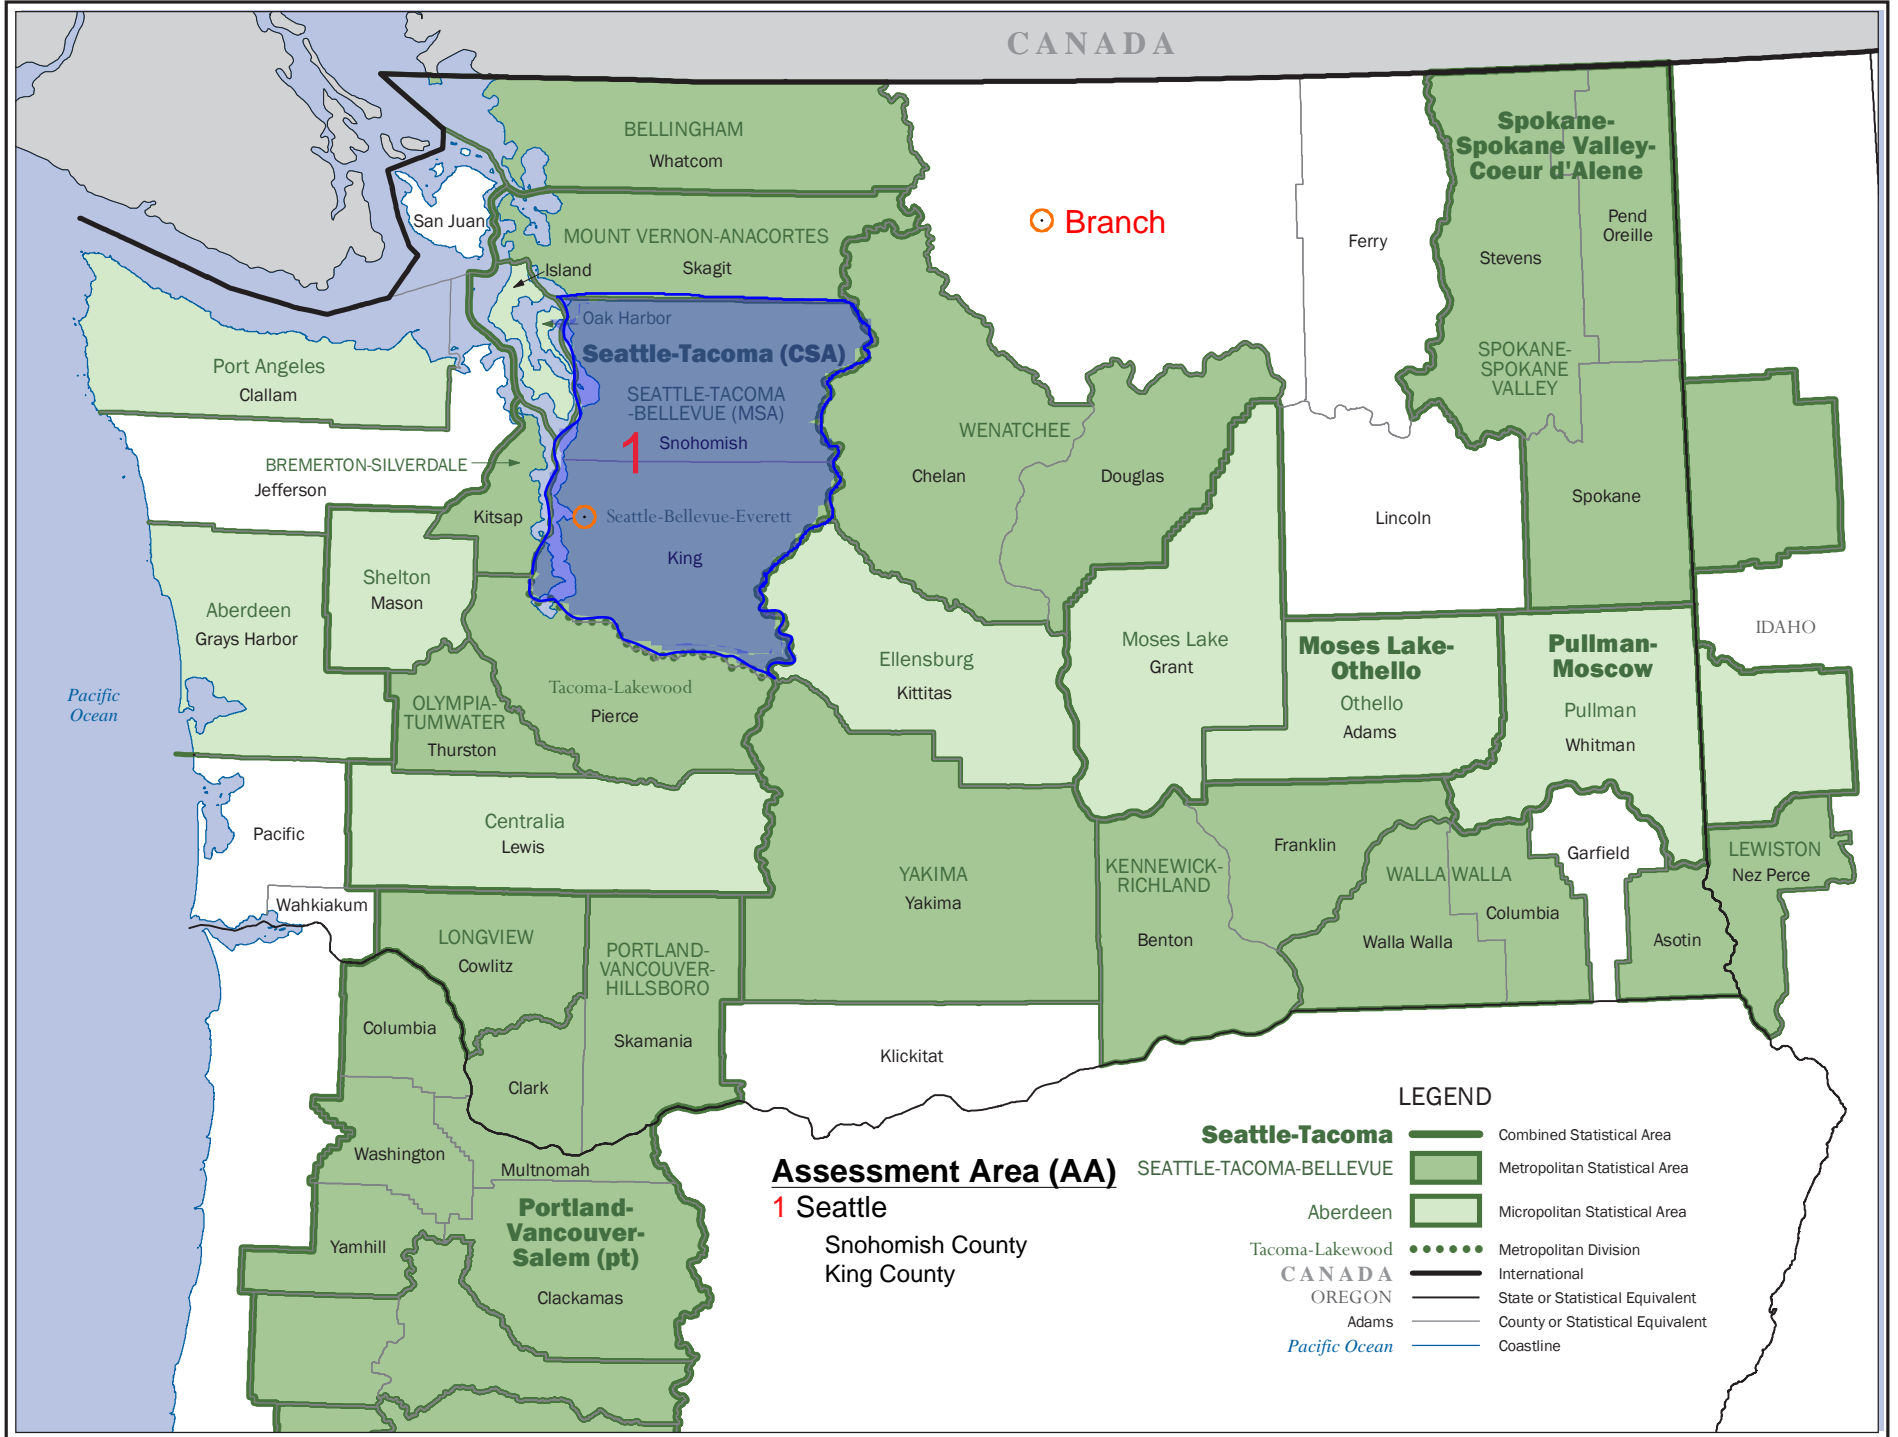 CANADA
BELLINGHAM
Whatcom
San Juan
MOUNT VERNON-ANACORTES
Skagit
Island
Oak Harbor
Branch
Ferry
Spokane-
Spokane Valley-
Coeur d'Alene
Pend
Oreille
Stevens
SPOKANE-
SPOKANE
VALLEY
Spokane
Port Angeles
Clallam
Seattle-Tacoma (CSA)
SEATTLE-TACOMA
-BELLEVUE (MSA)
1
Snohomish
BREMERTON-SILVERDALE
Jefferson
Kitsap
Seattle-Bellevue-Everett
King
WENATCHEE
Chelan
Douglas
Lincoln
Shelton
Mason
Aberdeen
Grays Harbor
Pacific
Ocean
OLYMPIA-
TUMWATER
Thurston
Tacoma-Lakewood
Pierce
Ellensburg
Kittitas
Moses Lake
Grant
Moses Lake-
Othello
Othello
Adams
Pullman-
Moscow
Pullman
Whitman
IDAHO
Pacific
Centralia
Lewis
Wahkiakum
YAKIMA
Yakima
KENNEWICK-
RICHLAND
Benton
Franklin
WALLA WALLA
Walla Walla
Columbia
Garfield
Asotin
LEWISTON
Nez Perce
LONGVIEW
Cowlitz
PORTLAND-
VANCOUVER-
HILLSBORO
Skamania
Columbia
Clark
Klickitat
Washington
Multnomah
Yamhill
Portland-
Vancouver-
Salem (pt)
Clackamas
Assessment Area (AA)
1 Seattle
Snohomish County
King County
LEGEND
Seattle-Tacoma Combined Statistical Area
SEATTLE-TACOMA-BELLEVUE Metropolitan Statistical Area
Aberdeen Micropolitan Statistical Area
Tacoma-Lakewood Metropolitan Division
CANADA International
OREGON State or Statistical Equivalent
Adams County or Statistical Equivalent
Pacific Ocean Coastline